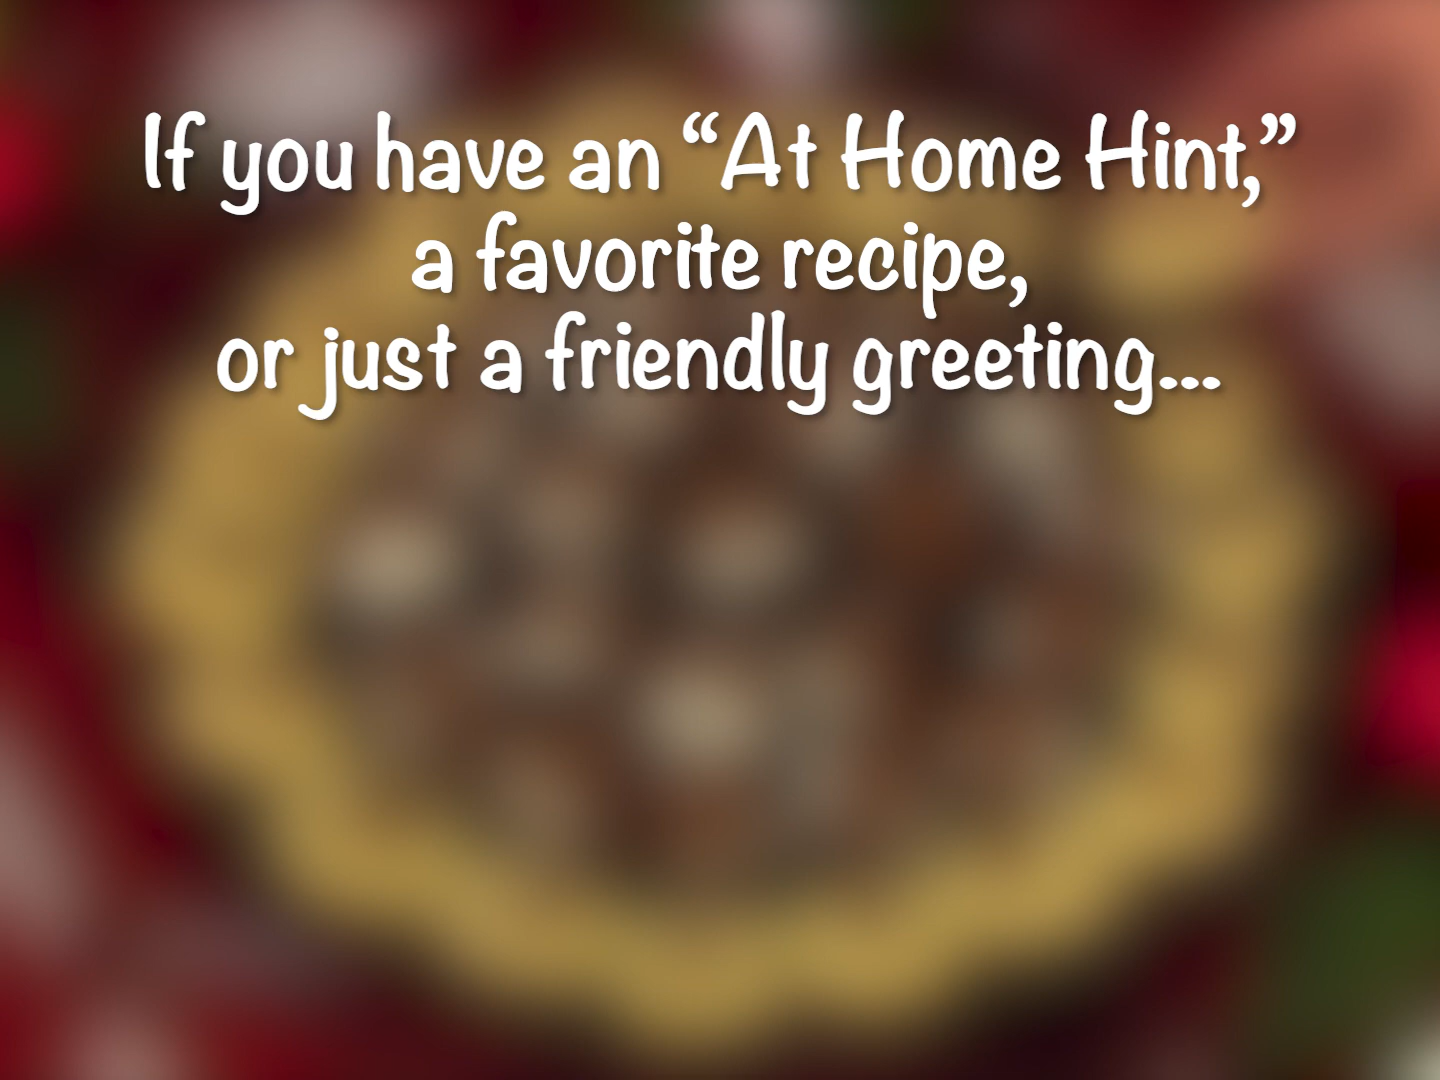 If you have an “At Home Hint,”
a favorite recipe,
or just a friendly greeting...